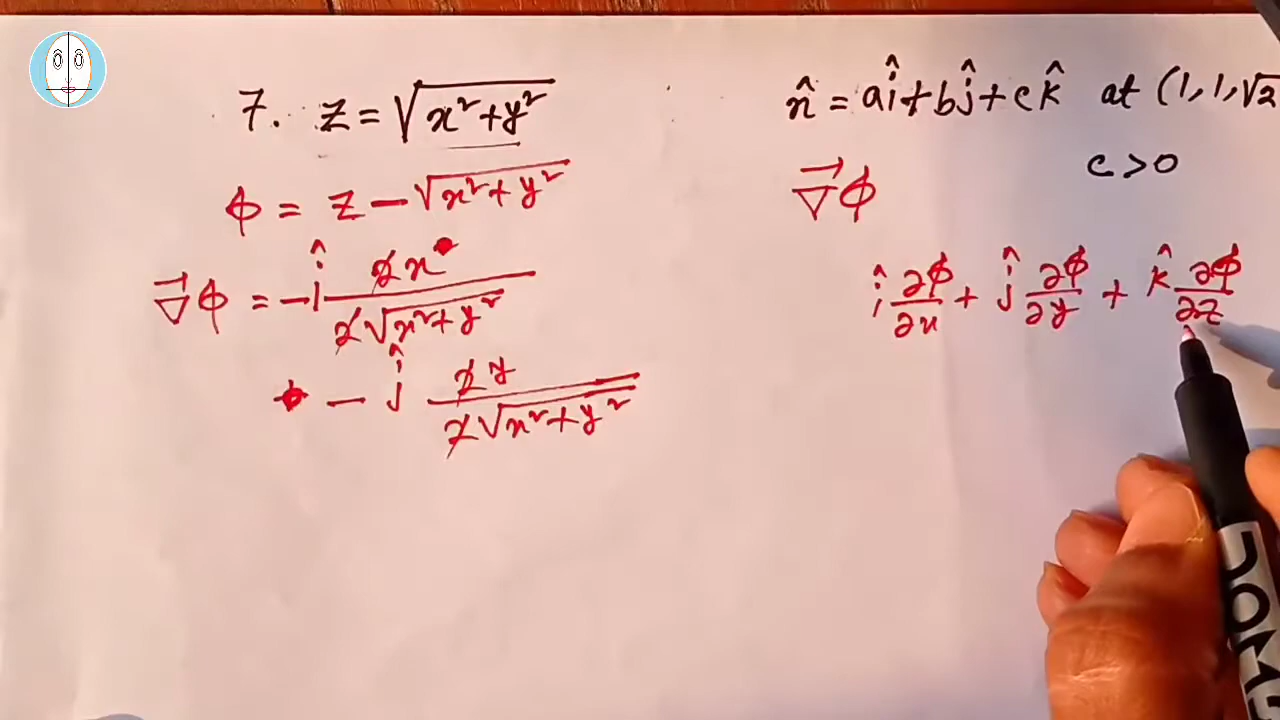 7. z = √(x²+y²)
n̂ = aî + bĵ + ck̂ at (1, 1, √2
c > 0
ϕ = z − √(x²+y²)
∇⃗ϕ
∇⃗ϕ = −î 2x / 2√(x²+y²)
− ĵ 2y / 2√(x²+y²)
î ∂ϕ/∂x + ĵ ∂ϕ/∂y + k̂ ∂ϕ/∂z